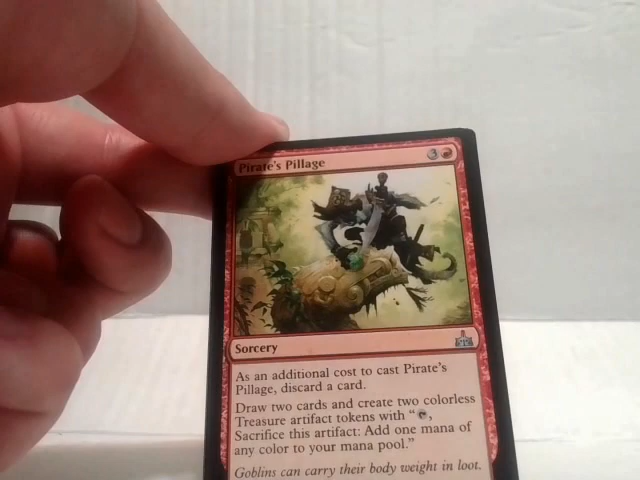 Pirate's Pillage 3
Sorcery
As an additional cost to cast Pirate's
Pillage, discard a card.
Draw two cards and create two colorless
Treasure artifact tokens with “,
Sacrifice this artifact: Add one mana of
any color to your mana pool.”
Goblins can carry their body weight in loot.